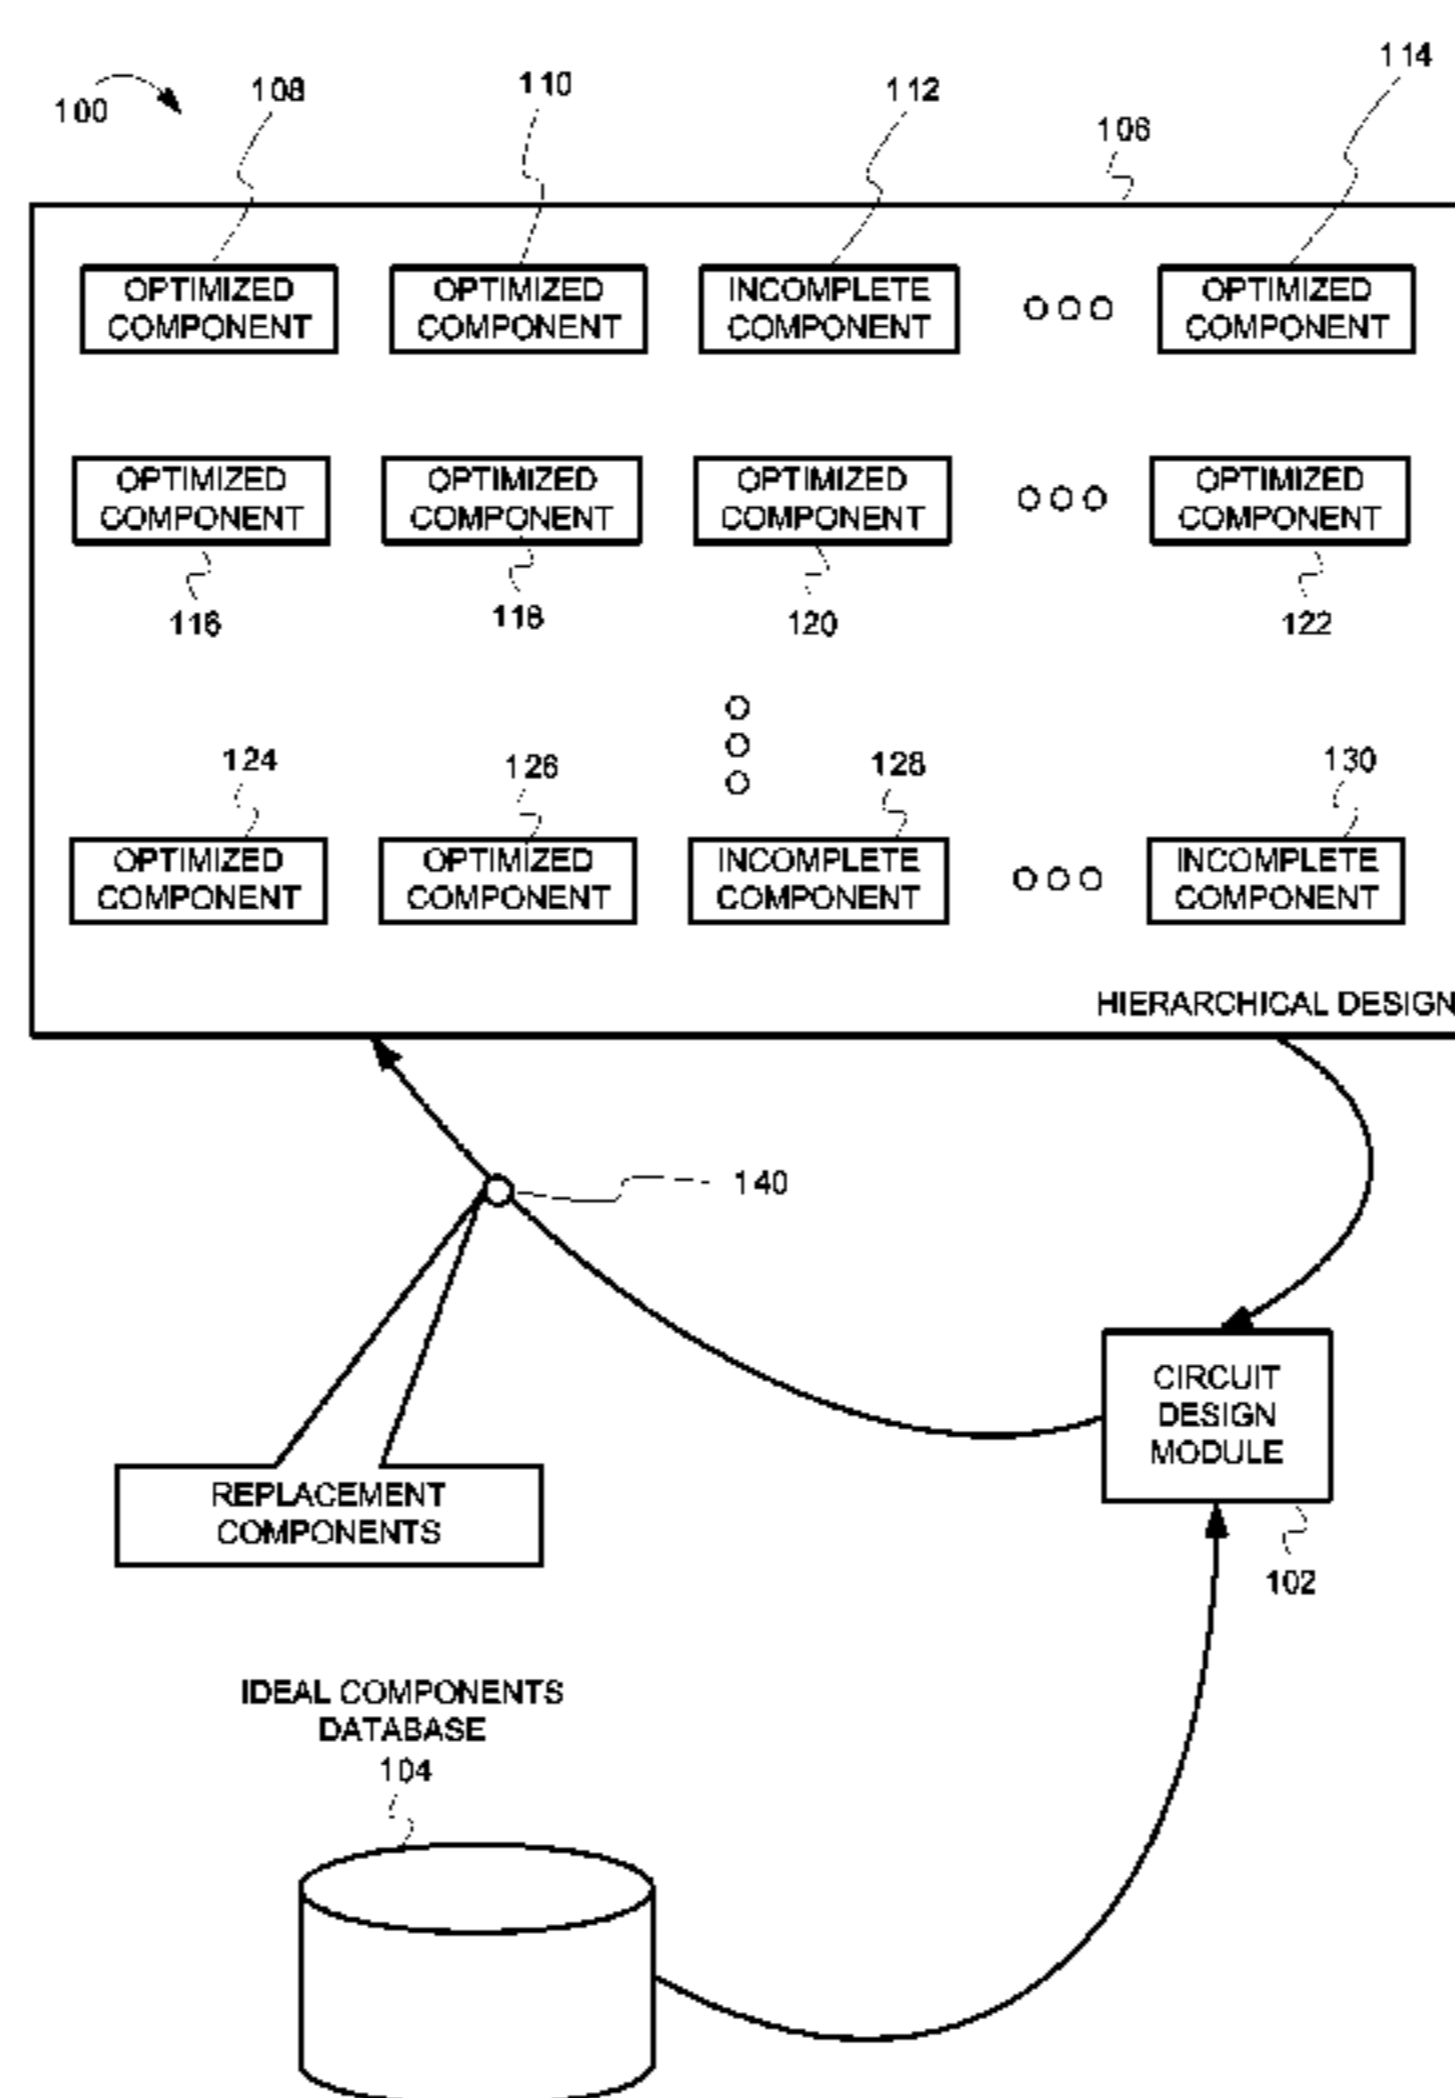 114
108
110
112
100
106
OPTIMIZED
COMPONENT
OPTIMIZED
COMPONENT
INCOMPLETE
COMPONENT
OPTIMIZED
COMPONENT
OPTIMIZED
COMPONENT
OPTIMIZED
COMPONENT
OPTIMIZED
COMPONENT
OPTIMIZED
COMPONENT
116
118
120
122
124
126
128
130
OPTIMIZED
COMPONENT
OPTIMIZED
COMPONENT
INCOMPLETE
COMPONENT
INCOMPLETE
COMPONENT
HIERARCHICAL DESIGN
140
CIRCUIT
DESIGN
MODULE
REPLACEMENT
COMPONENTS
102
IDEAL COMPONENTS
DATABASE
104